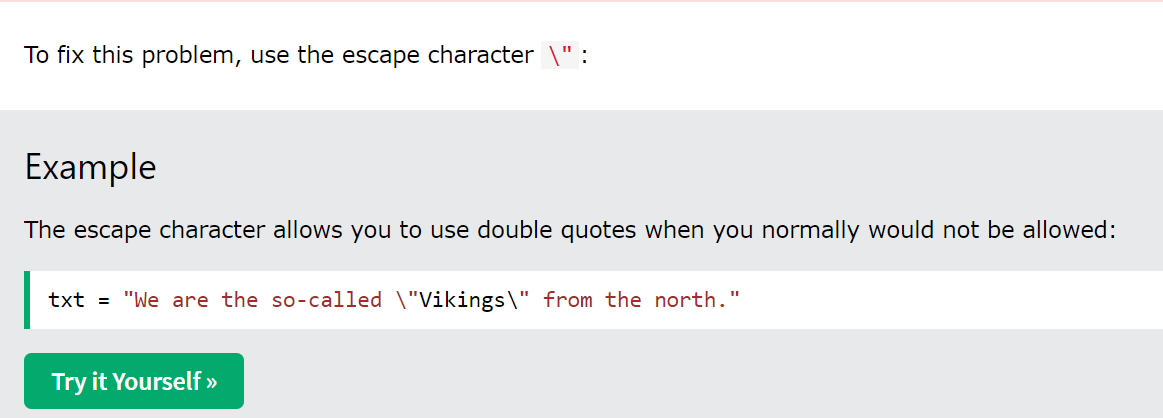 To fix this problem, use the escape character \":
Example
The escape character allows you to use double quotes when you normally would not be allowed:
txt = "We are the so-called \"Vikings\" from the north."
Try it Yourself »